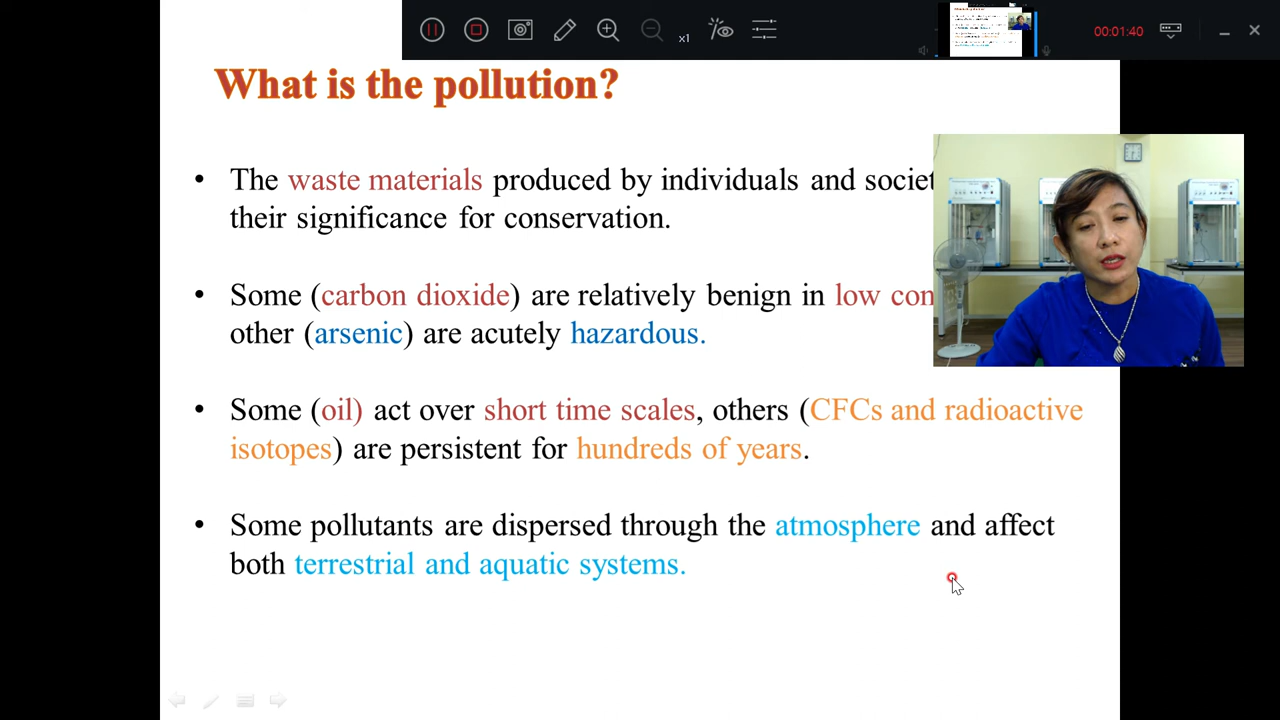 x1
00:01:40
What is the pollution?
• The waste materials produced by individuals and
their significance for conservation.
• Some (carbon dioxide) are relatively benign in low
other (arsenic) are acutely hazardous.
• Some (oil) act over short time scales, others (CFCs and radioactive
isotopes) are persistent for hundreds of years.
• Some pollutants are dispersed through the atmosphere and affect
both terrestrial and aquatic systems.